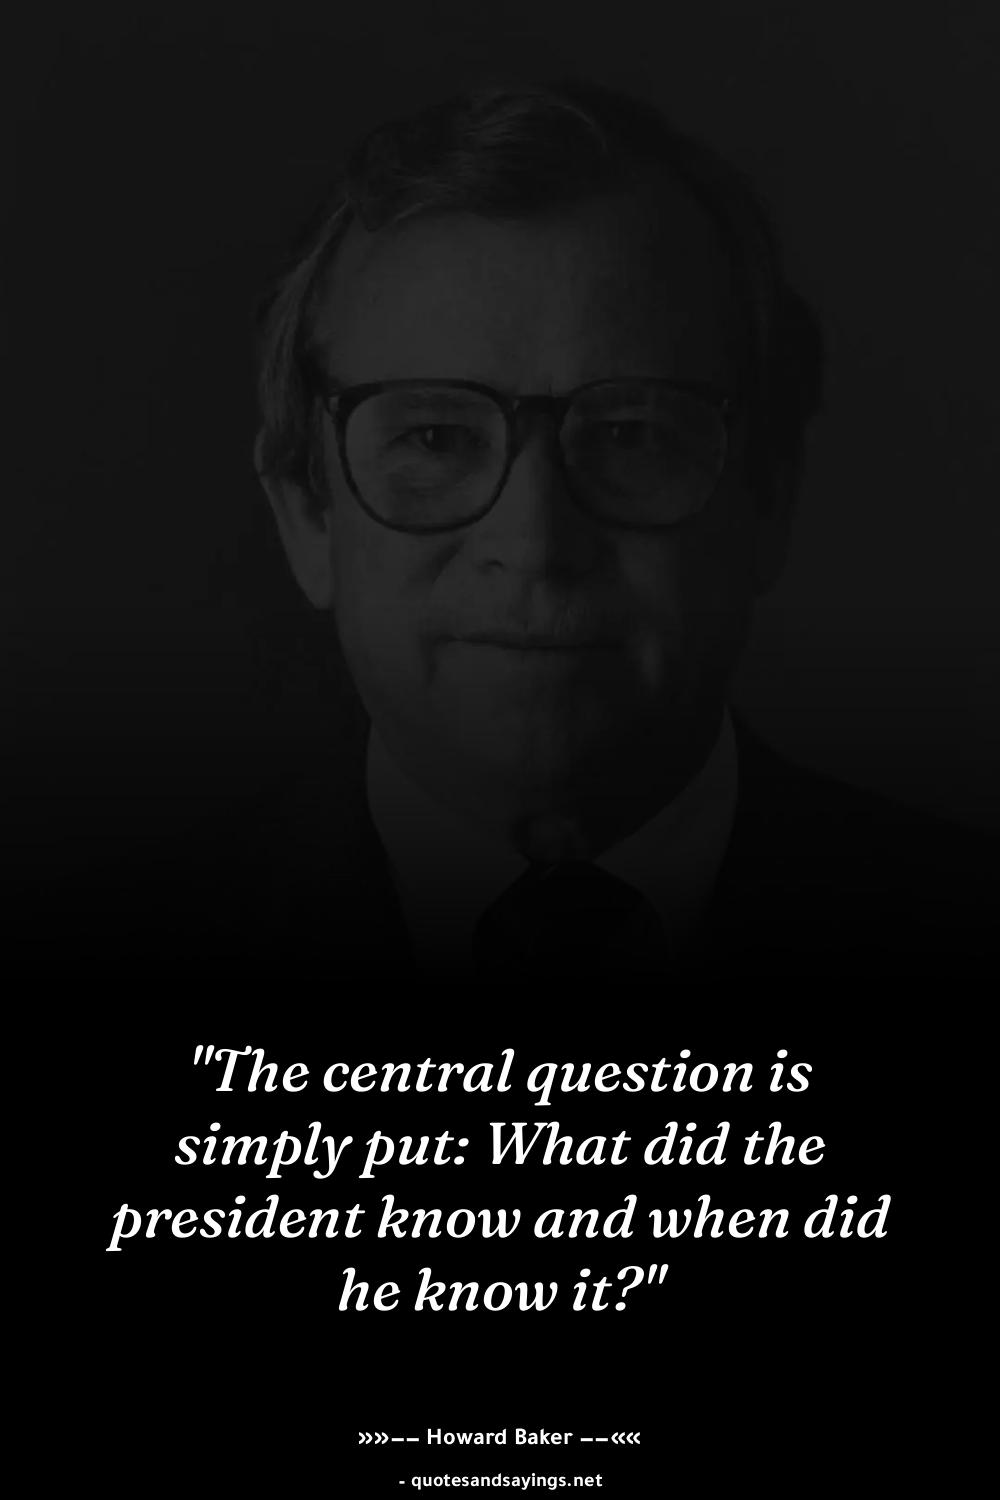 "The central question is
simply put: What did the
president know and when did
he know it?"
»»−− Howard Baker −−««
- quotesandsayings.net